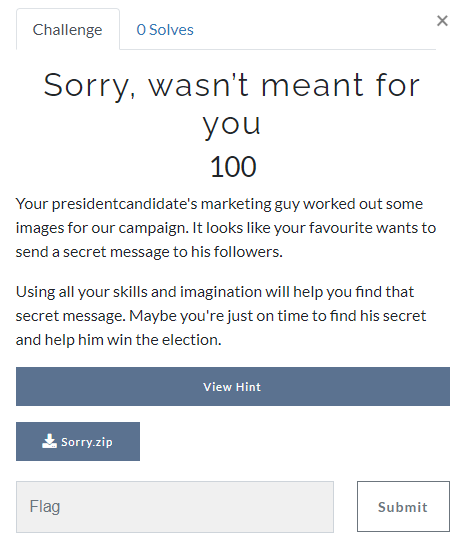 Challenge
0 Solves
×
Sorry, wasn’t meant for
you
100
Your presidentcandidate's marketing guy worked out some
images for our campaign. It looks like your favourite wants to
send a secret message to his followers.
Using all your skills and imagination will help you find that
secret message. Maybe you're just on time to find his secret
and help him win the election.
View Hint
Sorry.zip
Flag
Submit